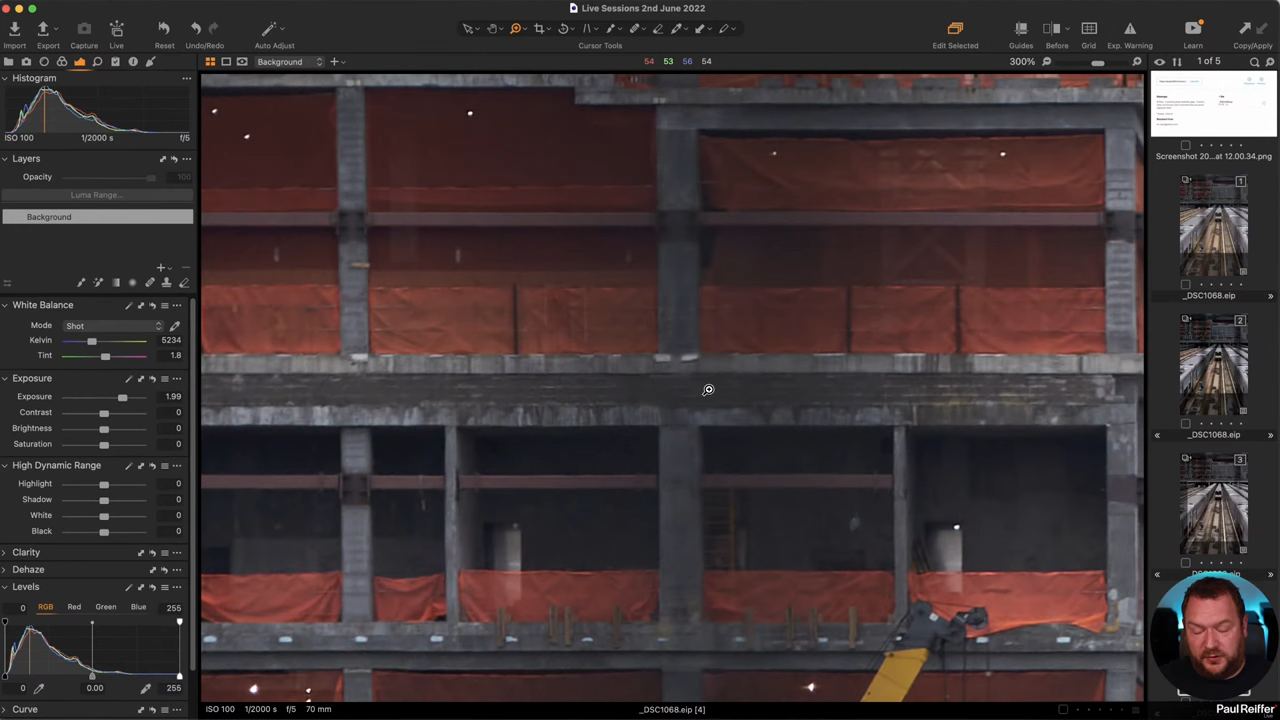 Live Sessions 2nd June 2022
Import
Export
Capture
Live
Reset
Undo/Redo
Auto Adjust
Cursor Tools
Edit Selected
Guides
Before
Grid
Exp. Warning
Learn
Copy/Apply
Background
54 53 56 54
300%
1 of 5
Histogram
ISO 100
1/2000 s
f/5
Layers
Opacity
100
Luma Range...
Background
White Balance
Mode
Shot
Kelvin
5234
Tint
1.8
Exposure
Exposure
1.99
Contrast
0
Brightness
0
Saturation
0
High Dynamic Range
Highlight
0
Shadow
0
White
0
Black
0
Clarity
Dehaze
Levels
0
RGB
Red
Green
Blue
255
0
0.00
255
Curve
Screenshot 20...at 12.00.34.png
1
_DSC1068.eip
2
_DSC1068.eip
3
ISO 100
1/2000 s
f/5
70 mm
_DSC1068.eip [4]
Paul Reiffer
Live